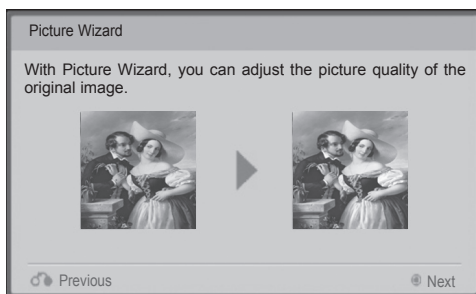 Picture Wizard
With Picture Wizard, you can adjust the picture quality of the
original image.
Previous
Next